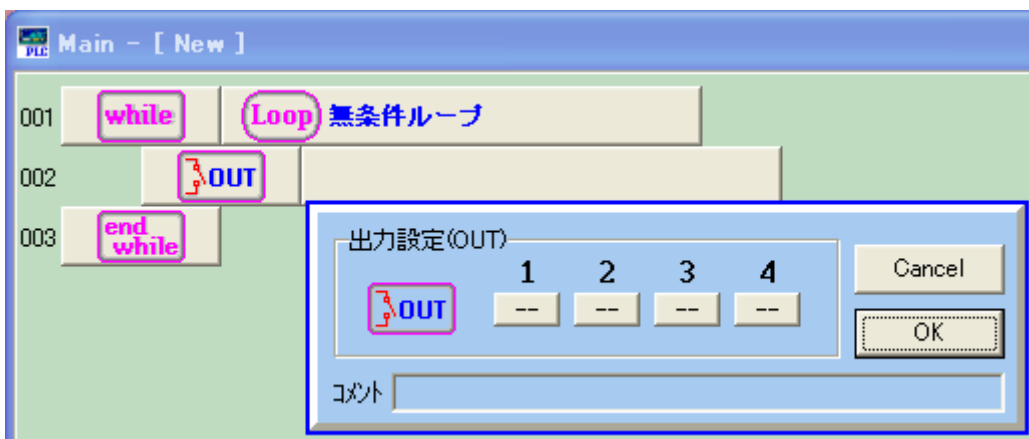 PLC Main - [ New ]
001 while Loop 無条件ループ
002 OUT
003 end while
出力設定(OUT)
1 2 3 4
OUT -- -- -- --
Cancel
OK
コメント